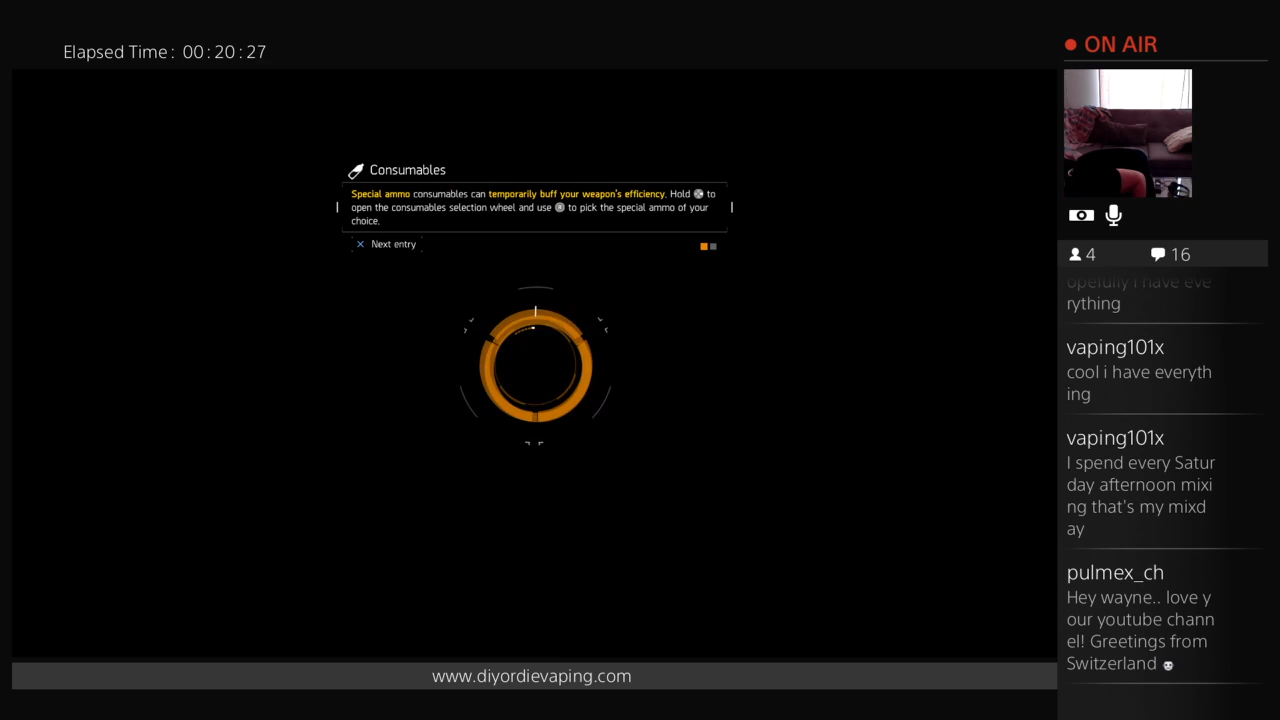 Elapsed Time: 00:20:27
ON AIR
Consumables
Special ammo consumables can temporarily buff your weapon's efficiency. Hold to
open the consumables selection wheel and use to pick the special ammo of your
choice.
Next entry
4 16
opefully i have eve
rything
vaping101x
cool i have everyth
ing
vaping101x
I spend every Satur
day afternoon mixi
ng that's my mixd
ay
pulmex_ch
Hey wayne.. love y
our youtube chann
el! Greetings from
Switzerland
www.diyordievaping.com